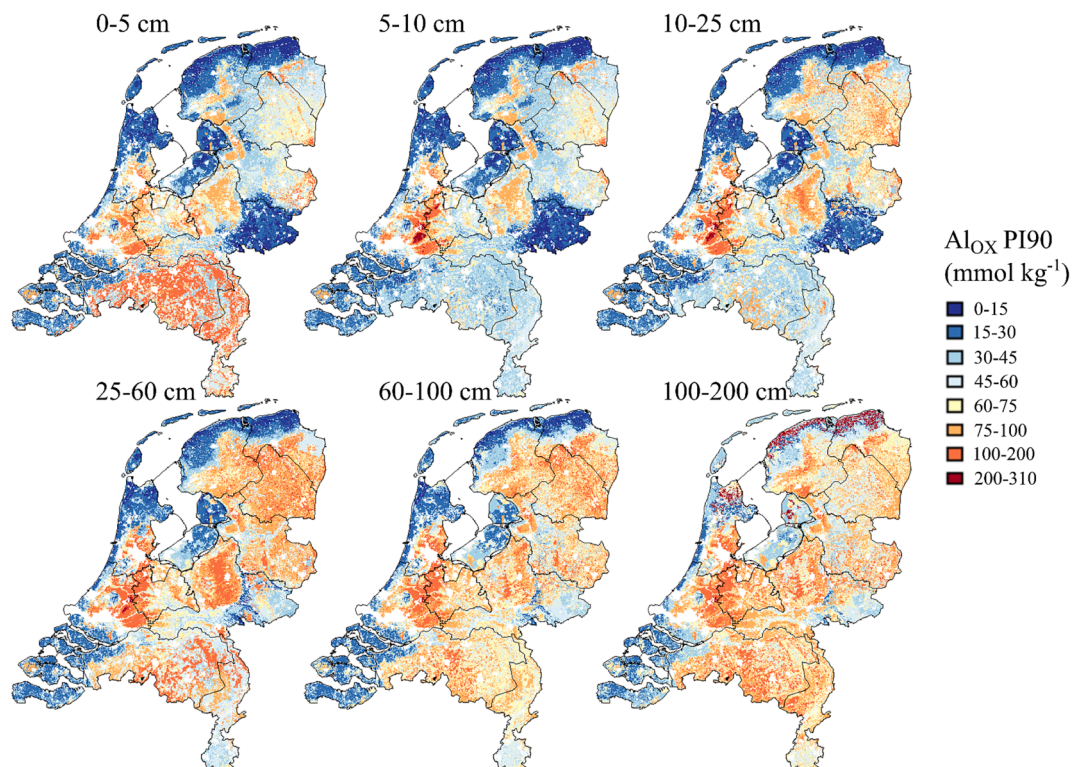 0-5 cm
5-10 cm
10-25 cm
25-60 cm
60-100 cm
100-200 cm
Al_OX PI90
(mmol kg⁻¹)
0-15
15-30
30-45
45-60
60-75
75-100
100-200
200-310